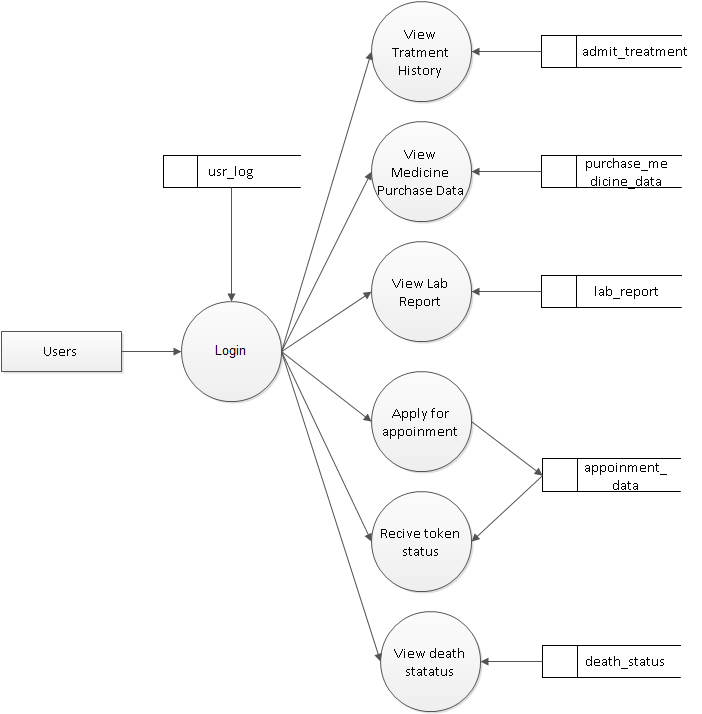 View
Tratment
History
admit_treatment
usr_log
View
Medicine
Purchase Data
purchase_me
dicine_data
View Lab
Report
lab_report
Users
Login
Apply for
appoinment
appoinment_
data
Recive token
status
View death
statatus
death_status